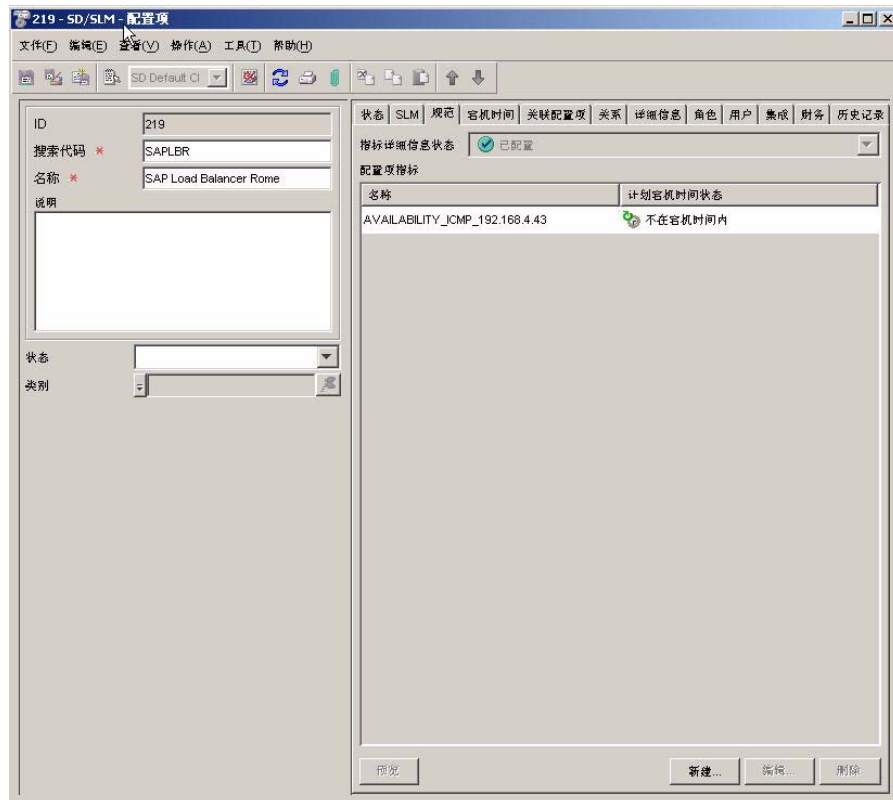 219 - SD/SLM - 配置项
文件(F) 编辑(E) 查看(V) 操作(A) 工具(T) 帮助(H)
SD Default CI
ID 219
搜索代码 * SAPLBR
名称 * SAP Load Balancer Rome
说明
状态
类别
状态 SLM 规范 宕机时间 关联配置项 关系 详细信息 角色 用户 集成 财务 历史记录
指标详细信息状态 已配置
配置项指标
名称 计划宕机时间状态
AVAILABILITY_ICMP_192.168.4.43 不在宕机时间内
预览 新建... 编辑... 删除